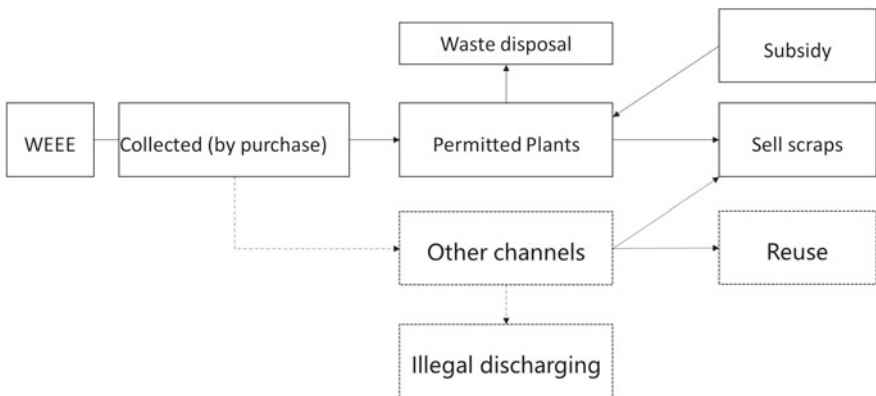 Waste disposal
Subsidy
WEEE
Collected (by purchase)
Permitted Plants
Sell scraps
Other channels
Reuse
Illegal discharging